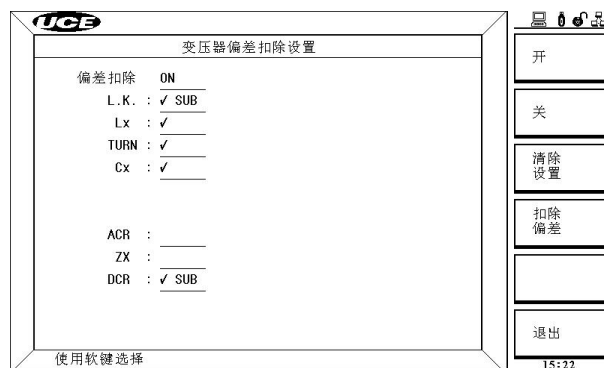 UCE
变压器偏差扣除设置
偏差扣除 ON
L.K. : ✓ SUB
Lx : ✓
TURN : ✓
Cx : ✓
ACR :
ZX :
DCR : ✓ SUB
使用软键选择
开
关
清除
设置
扣除
偏差
退出
15:22